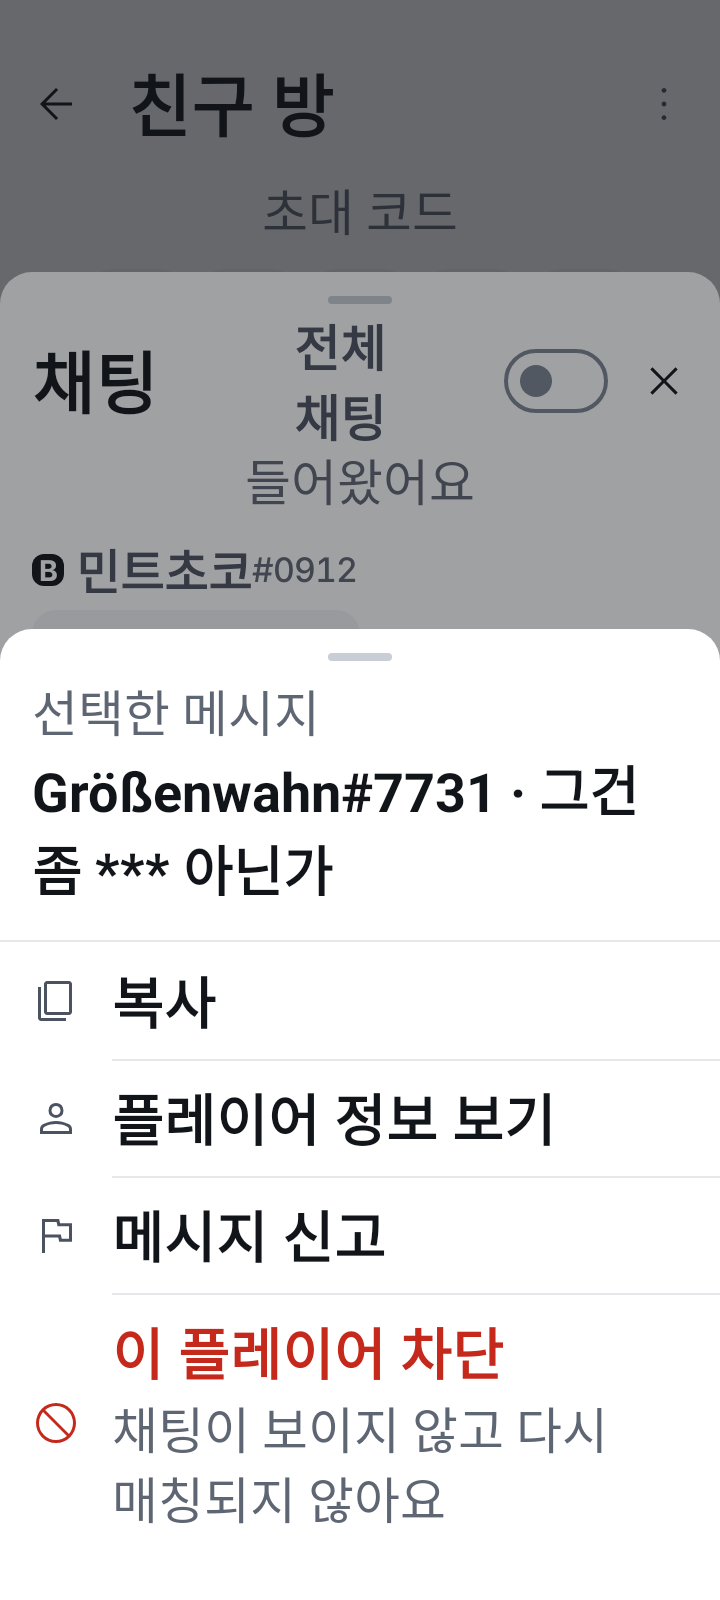 친구 방
초대 코드
채팅
전체
채팅
들어왔어요
B 민트초코#0912
선택한 메시지
Größenwahn#7731 · 그건
좀 *** 아닌가
복사
플레이어 정보 보기
메시지 신고
이 플레이어 차단
채팅이 보이지 않고 다시
매칭되지 않아요